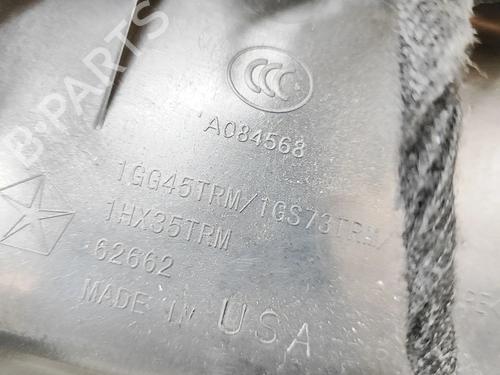 CCC
A084568
1GG45TRM/1GS73TRM/
1HX35TRM
62662
MADE IN USA
B-PARTS